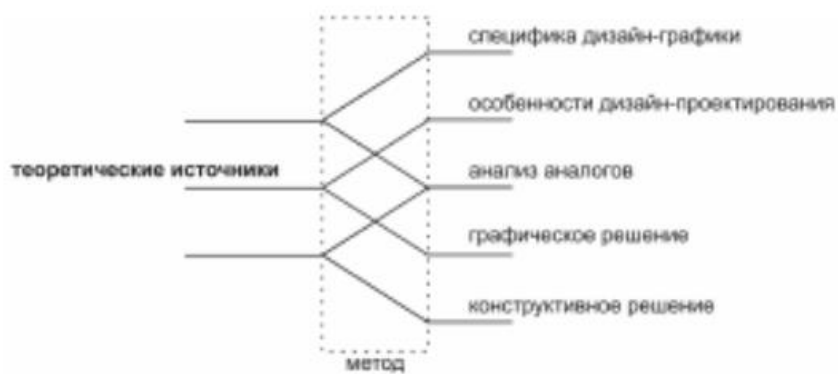 специфика дизайн-графики
особенности дизайн-проектирования
теоретические источники
анализ аналогов
графическое решение
конструктивное решение
метод